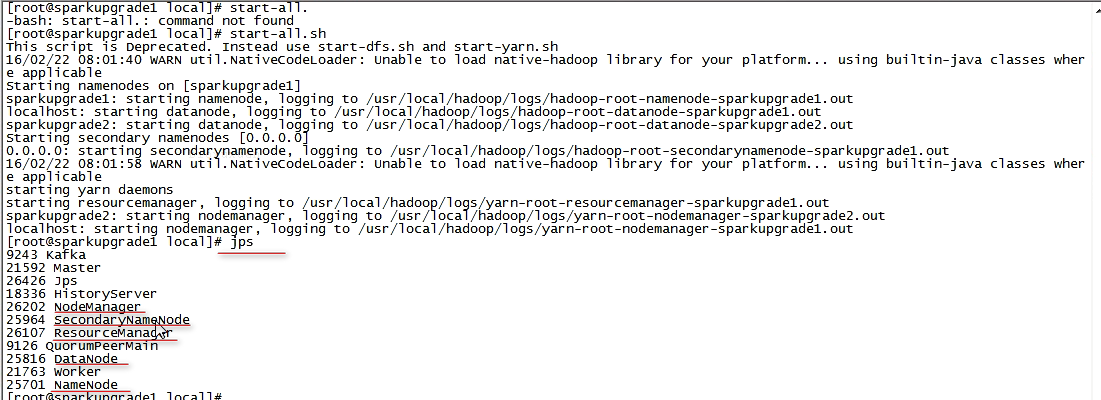 [root@sparkupgrade1 local]# start-all.
-bash: start-all.: command not found
[root@sparkupgrade1 local]# start-all.sh
This script is Deprecated. Instead use start-dfs.sh and start-yarn.sh
16/02/22 08:01:40 WARN util.NativeCodeLoader: Unable to load native-hadoop library for your platform... using builtin-java classes wher
e applicable
Starting namenodes on [sparkupgrade1]
sparkupgrade1: starting namenode, logging to /usr/local/hadoop/logs/hadoop-root-namenode-sparkupgrade1.out
localhost: starting datanode, logging to /usr/local/hadoop/logs/hadoop-root-datanode-sparkupgrade1.out
sparkupgrade2: starting datanode, logging to /usr/local/hadoop/logs/hadoop-root-datanode-sparkupgrade2.out
Starting secondary namenodes [0.0.0.0]
0.0.0.0: starting secondarynamenode, logging to /usr/local/hadoop/logs/hadoop-root-secondarynamenode-sparkupgrade1.out
16/02/22 08:01:58 WARN util.NativeCodeLoader: Unable to load native-hadoop library for your platform... using builtin-java classes wher
e applicable
starting yarn daemons
starting resourcemanager, logging to /usr/local/hadoop/logs/yarn-root-resourcemanager-sparkupgrade1.out
sparkupgrade2: starting nodemanager, logging to /usr/local/hadoop/logs/yarn-root-nodemanager-sparkupgrade2.out
localhost: starting nodemanager, logging to /usr/local/hadoop/logs/yarn-root-nodemanager-sparkupgrade1.out
[root@sparkupgrade1 local]# jps
9243 Kafka
21592 Master
26426 Jps
18336 HistoryServer
26202 NodeManager
25964 SecondaryNameNode
26107 ResourceManager
9126 QuorumPeerMain
25816 DataNode
21763 Worker
25701 NameNode
[root@sparkupgrade1 local]#